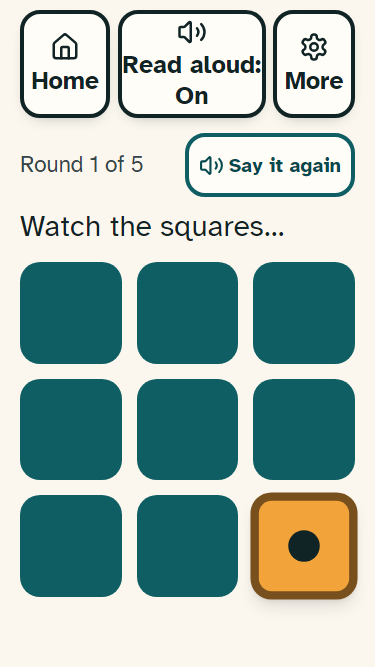 Home
Read aloud:
On
More
Round 1 of 5
Say it again
Watch the squares...